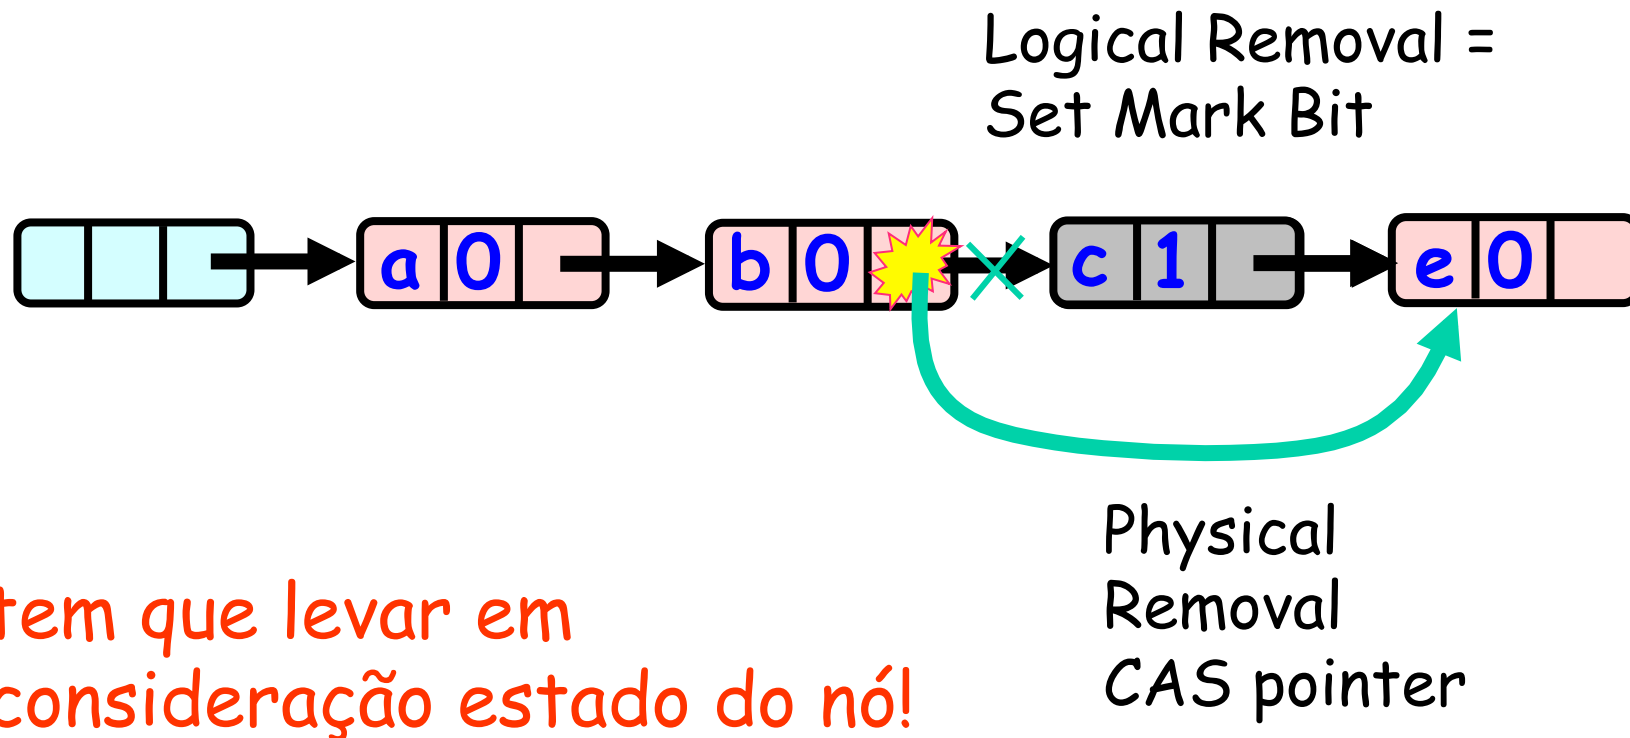 Logical Removal =
Set Mark Bit
a 0 b 0 c 1 e 0
Physical
Removal
CAS pointer
tem que levar em
consideração estado do nó!